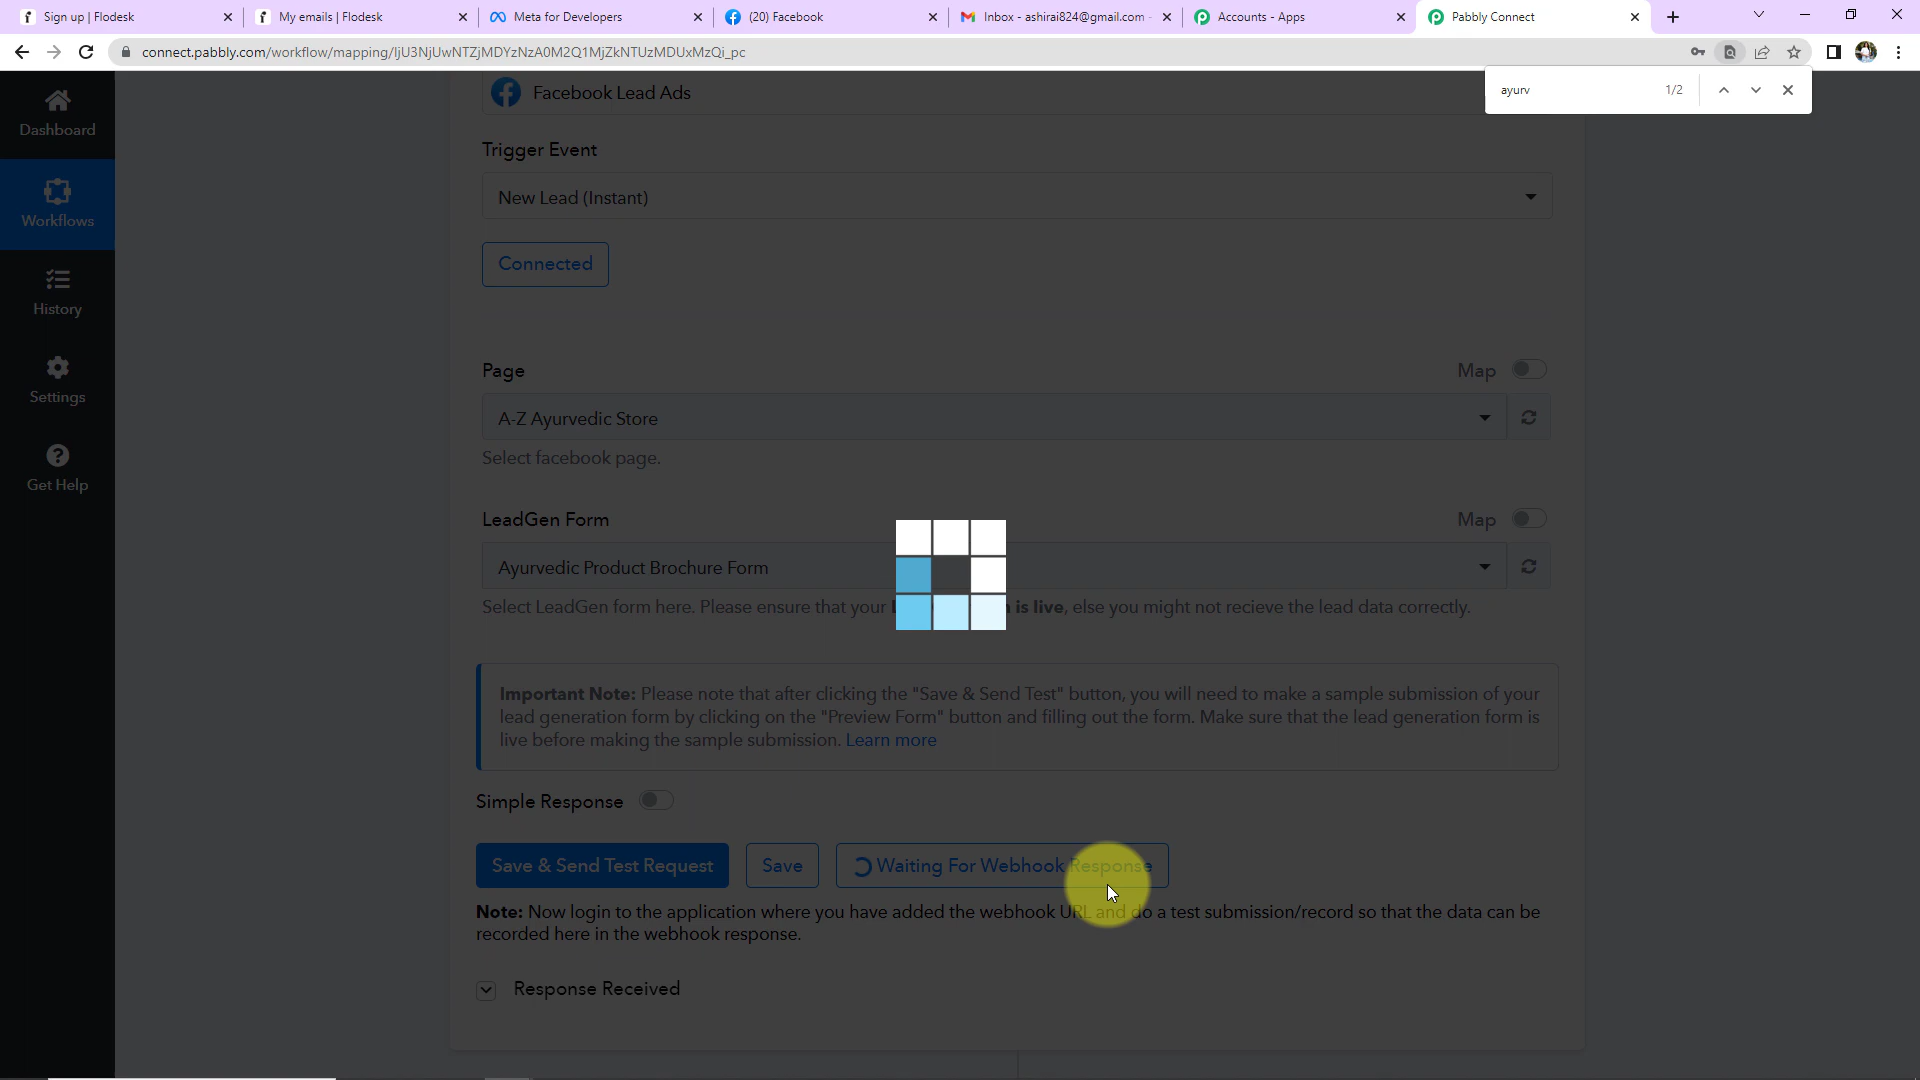 Sign up | Flodesk
My emails | Flodesk
Meta for Developers
(20) Facebook
Inbox - ashirai824@gmail.com -
Accounts - Apps
Pabbly Connect
connect.pabbly.com/workflow/mapping/IjU3NjUwNTZjMDYzNzA0M2Q1MjZkNTUzMDUxMzQi_pc
ayurv
1/2
Dashboard
Workflows
History
Settings
Get Help
Facebook Lead Ads
Trigger Event
New Lead (Instant)
Connected
Page
Map
A-Z Ayurvedic Store
Select facebook page.
LeadGen Form
Map
Ayurvedic Product Brochure Form
Select LeadGen form here. Please ensure that your is live, else you might not recieve the lead data correctly.
Important Note: Please note that after clicking the "Save & Send Test" button, you will need to make a sample submission of your
lead generation form by clicking on the "Preview Form" button and filling out the form. Make sure that the lead generation form is
live before making the sample submission. Learn more
Simple Response
Save & Send Test Request
Save
Waiting For Webhook Response
Note: Now login to the application where you have added the webhook URL and do a test submission/record so that the data can be
recorded here in the webhook response.
Response Received